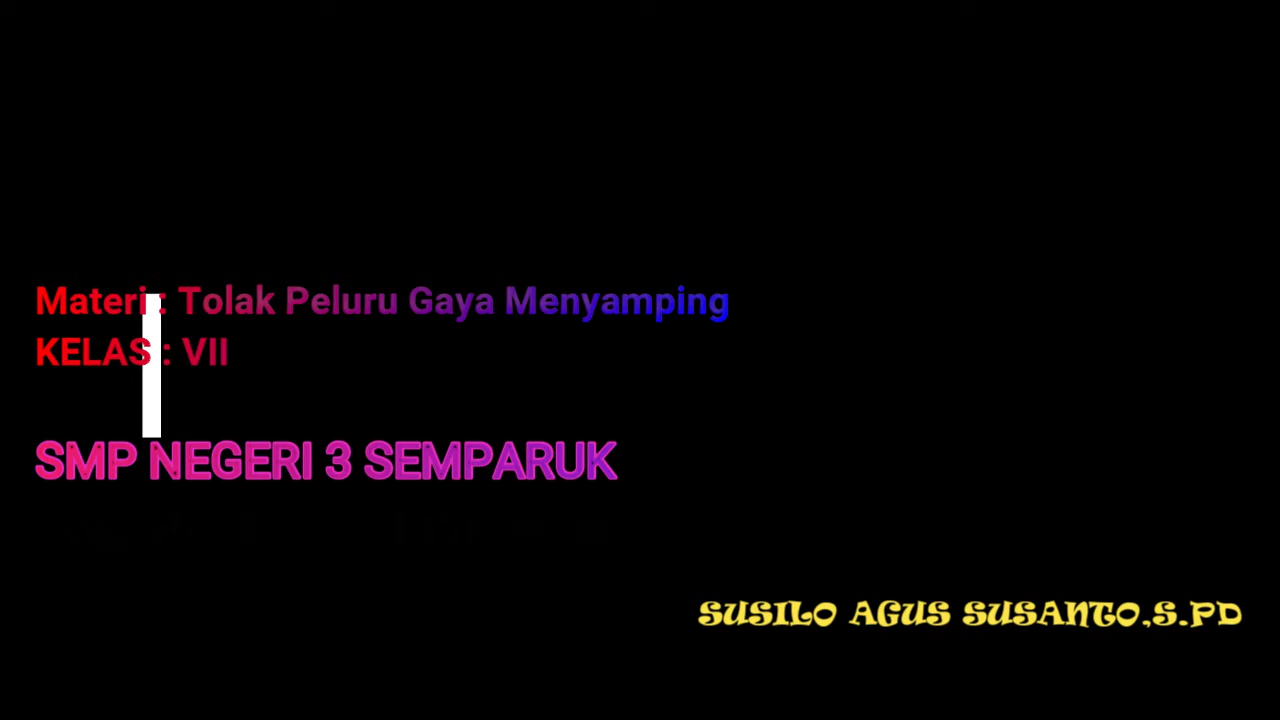 Materi : Tolak Peluru Gaya Menyamping
KELAS : VII
SMP NEGERI 3 SEMPARUK
SUSILO AGUS SUSANTO,S.PD